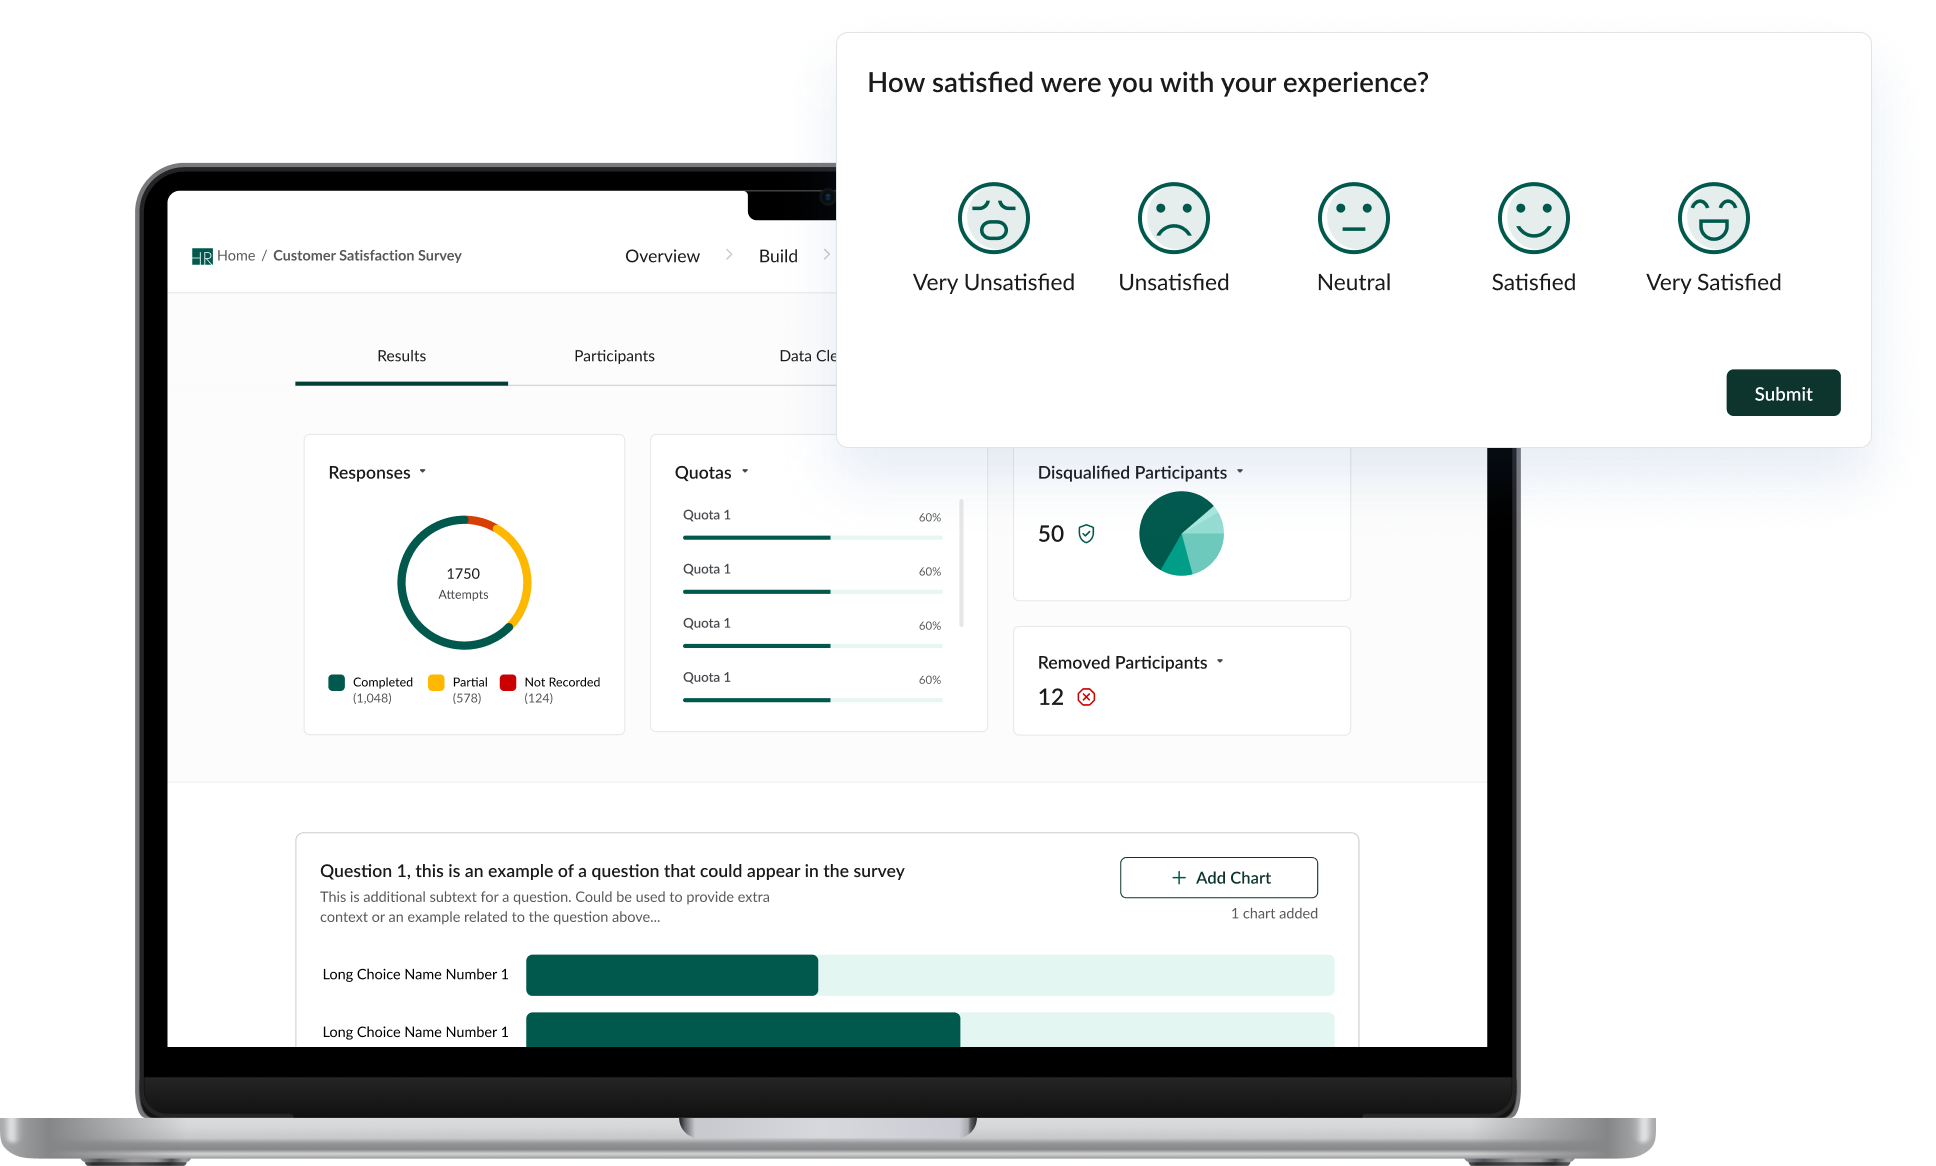 How satisfied were you with your experience?
Very Unsatisfied
Unsatisfied
Neutral
Satisfied
Very Satisfied
Submit
HR Home / Customer Satisfaction Survey
Overview
Build
Results
Participants
Data Cle
Responses
1750
Attempts
Completed
(1,048)
Partial
(578)
Not Recorded
(124)
Quotas
Quota 1 60%
Quota 1 60%
Quota 1 60%
Quota 1 60%
Disqualified Participants
50
Removed Participants
12
Question 1, this is an example of a question that could appear in the survey
This is additional subtext for a question. Could be used to provide extra
context or an example related to the question above...
+ Add Chart
1 chart added
Long Choice Name Number 1
Long Choice Name Number 1